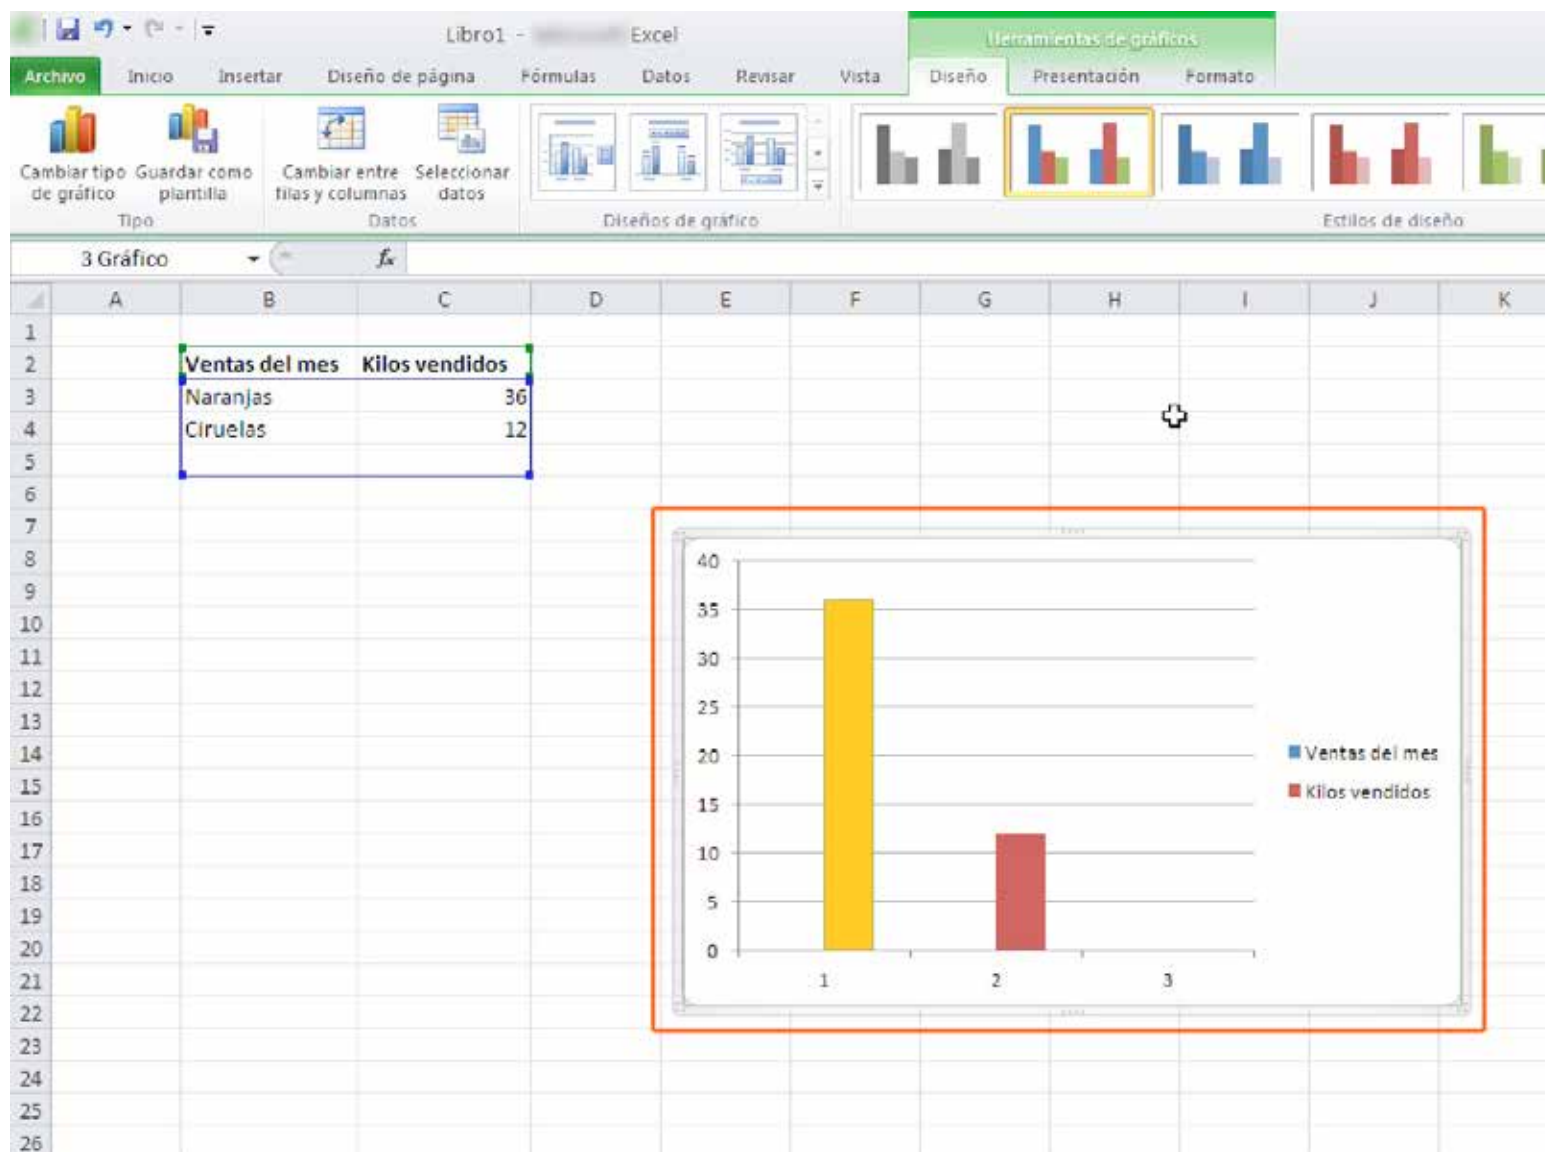 Libro1 - Excel
Herramientas de gráficos
Archivo Inicio Insertar Diseño de página Fórmulas Datos Revisar Vista Diseño Presentación Formato
Cambiar tipo Guardar como Cambiar entre Seleccionar
de gráfico plantilla filas y columnas datos
Tipo Datos Diseños de gráfico Estilos de diseño
3 Gráfico fx
A B C D E F G H I J K
1
2 Ventas del mes Kilos vendidos
3 Naranjas 36
4 Ciruelas 12
5
6
7
8
9
10
11
12
13
14
15
16
17
18
19
20
21
22
23
24
25
26
40
35
30
25
20
15
10
5
0
1 2 3
Ventas del mes
Kilos vendidos